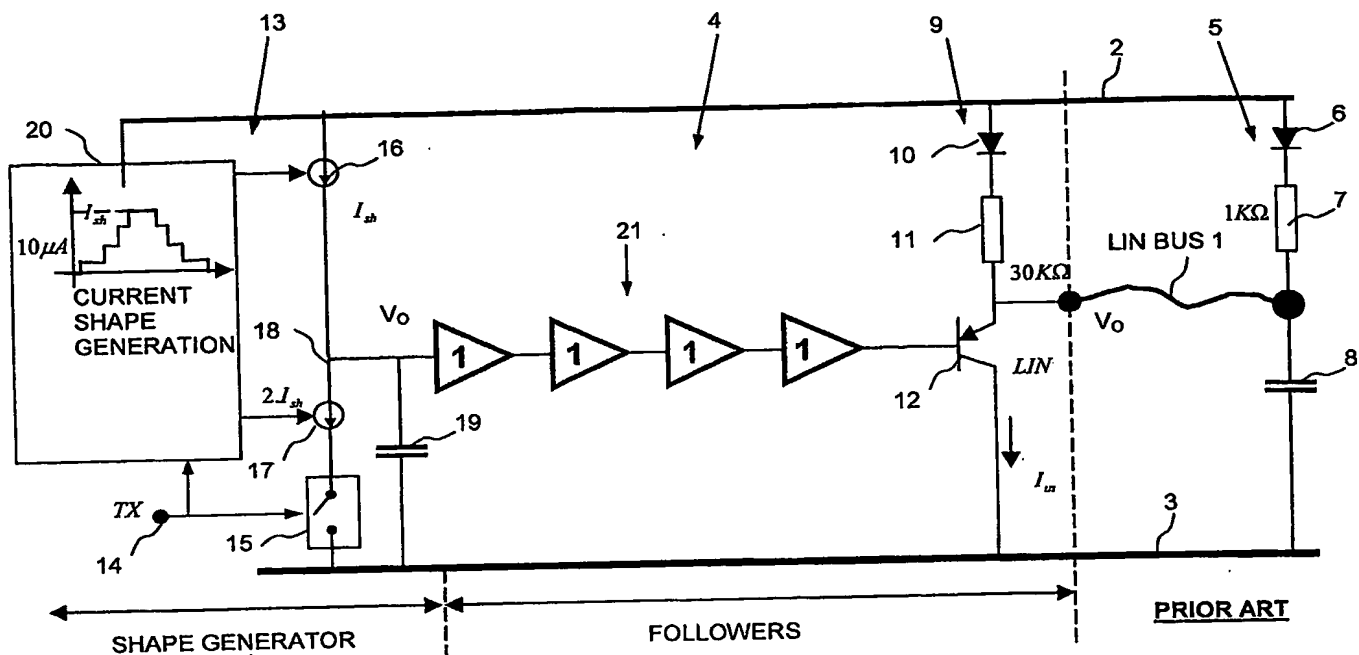 13
4
9
5
2
20
16
10
6
I_sh
10μA
CURRENT
SHAPE
GENERATION
I_sh
21
11
30KΩ
1KΩ
7
LIN BUS 1
18
V_O
1
1
1
1
V_O
12
LIN
8
2.I_sh
17
19
TX
14
15
3
SHAPE GENERATOR
FOLLOWERS
PRIOR ART